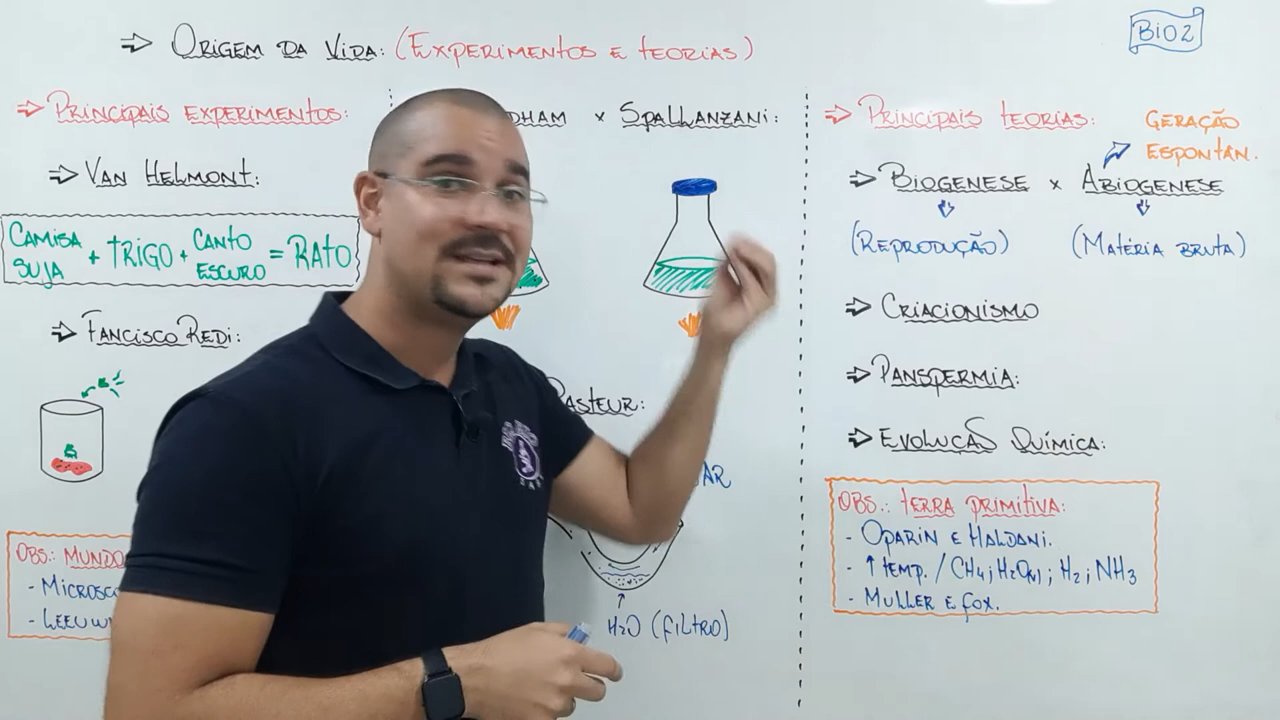 ⇒ ORIGEM DA VIDA: (EXPERIMENTOS E TEORIAS)
BIO2
⇒ PRINCIPAIS EXPERIMENTOS:
⇒ VAN HELMONT:
CAMISA SUJA + TRIGO + CANTO ESCURO = RATO
⇒ FANCISCO REDI:
OBS.: MUNDO
- MICROSC
- LEEUW
DHAM x SPALLANZANI:
PASTEUR:
AR
H2O (FILTRO)
⇒ PRINCIPAIS TEORIAS:
GERAÇÃO
ESPONTÂN.
⇒ BIOGENESE x ABIOGENESE
(REPRODUÇÃO) (MATÉRIA BRUTA)
⇒ CRIACIONISMO
⇒ PANSPERMIA:
⇒ EVOLUÇÃO QUÍMICA:
OBS.: TERRA PRIMITIVA:
- OPARIN E HALDANI.
- ↑ TEMP. / CH4; H2O(V); H2; NH3
- MULLER E FOX.